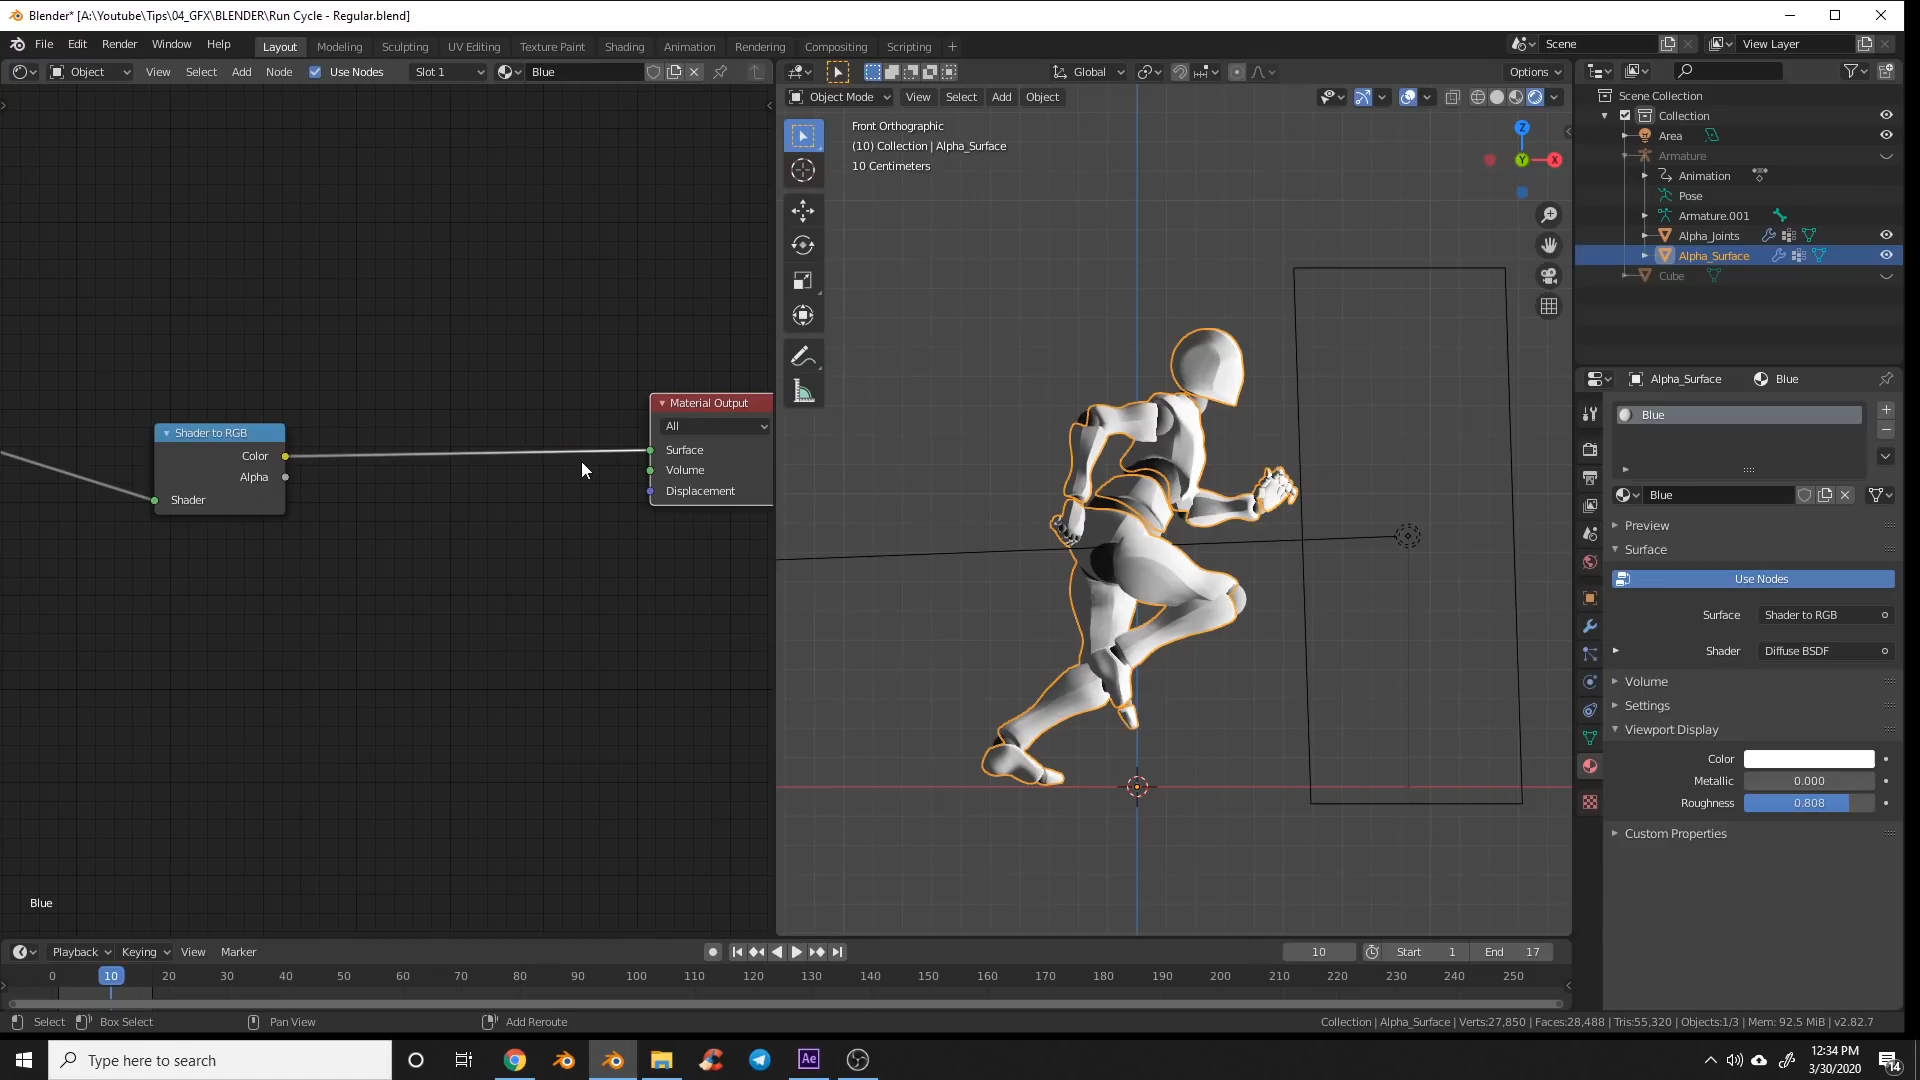 Blender* [A:\Youtube\Tips\04_GFX\BLENDER\Run Cycle - Regular.blend]
File Edit Render Window Help Layout Modeling Sculpting UV Editing Texture Paint Shading Animation Rendering Compositing Scripting + Scene View Layer
Object View Select Add Node Use Nodes Slot 1 Blue Global Options
Object Mode View Select Add Object
Front Orthographic
(10) Collection | Alpha_Surface
10 Centimeters
Z
Y
X
Scene Collection
Collection
Area
Armature
Animation
Pose
Armature.001
Alpha_Joints
Alpha_Surface
Cube
Shader to RGB
Color
Alpha
Shader
Material Output
All
Surface
Volume
Displacement
Blue
Alpha_Surface Blue
Blue
Blue
Preview
Surface
Use Nodes
Surface Shader to RGB
Shader Diffuse BSDF
Volume
Settings
Viewport Display
Color
Metallic 0.000
Roughness 0.808
Custom Properties
Playback Keying View Marker 10 Start 1 End 17
0 10 20 30 40 50 60 70 80 90 100 110 120 130 140 150 160 170 180 190 200 210 220 230 240 250
Select Box Select Pan View Add Reroute Collection | Alpha_Surface | Verts:27,850 | Faces:28,488 | Tris:55,320 | Objects:1/3 | Mem: 92.5 MiB | v2.82.7
Type here to search
Ae
12:34 PM
3/30/2020
14